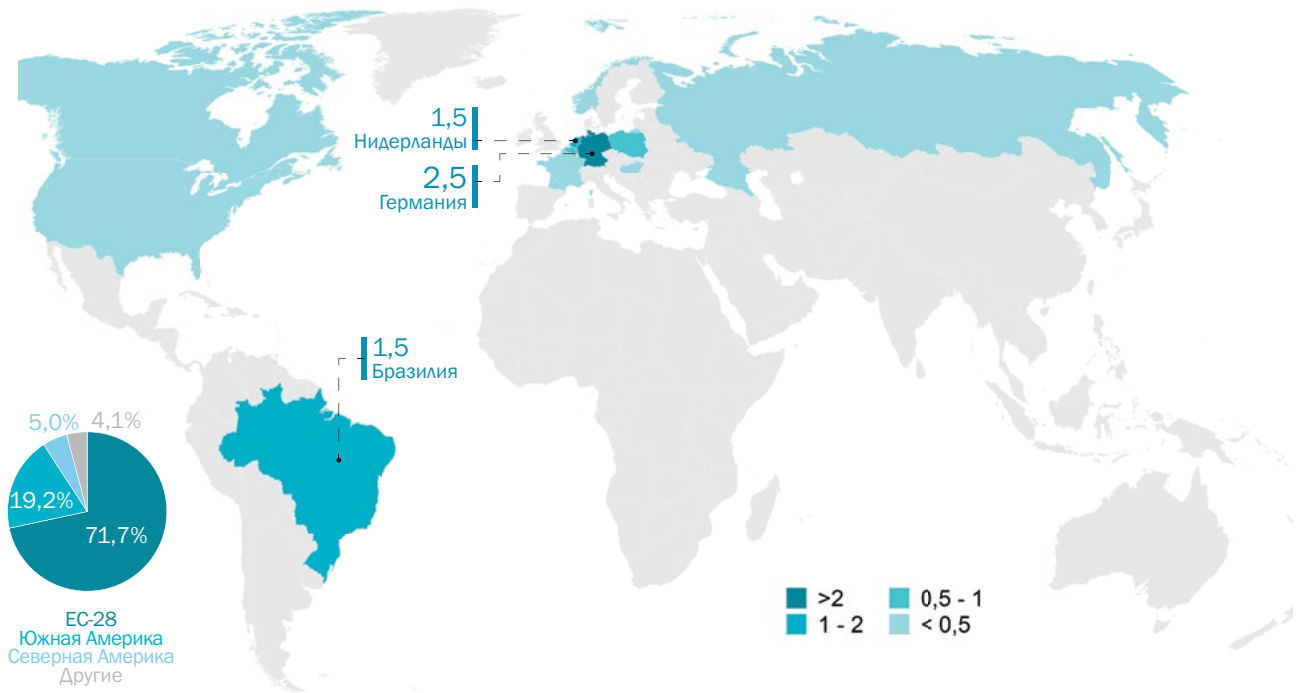 1,5
Нидерланды
2,5
Германия
1,5
Бразилия
5,0%
4,1%
19,2%
71,7%
ЕС-28
Южная Америка
Северная Америка
Другие
>2
0,5 - 1
1 - 2
< 0,5